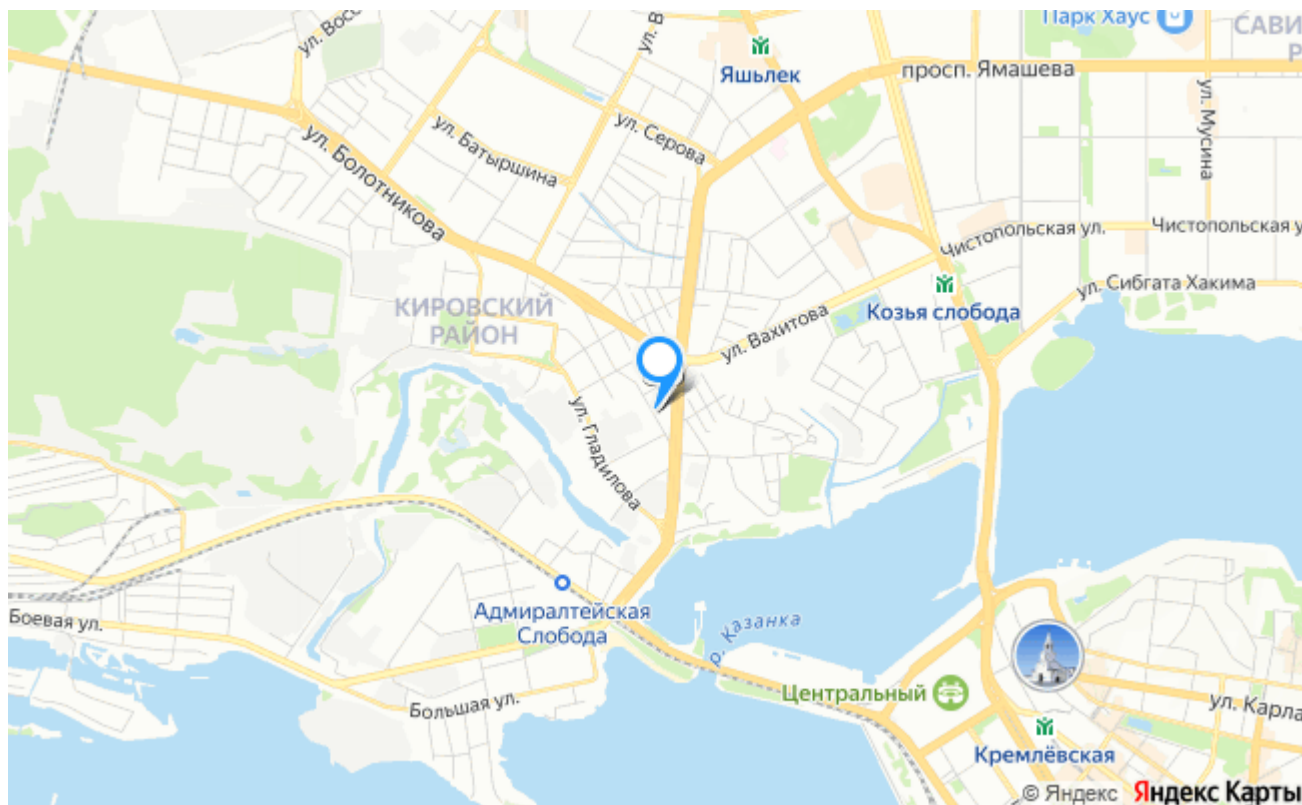 Парк Хаус
САВИ
Р
ул. Восс
ул. В
Яшьлек
просп. Ямашева
ул. Мусина
ул. Серова
ул. Батыршина
ул. Болотникова
Чистопольская ул.
Чистопольская у
ул. Сибгата Хакима
КИРОВСКИЙ
РАЙОН
Козья слобода
ул. Вахитова
ул. Гладилова
Адмиралтейская
Слобода
Боевая ул.
р. Казанка
Большая ул.
Центральный
ул. Карла
Кремлёвская
© Яндекс Яндекс Карты